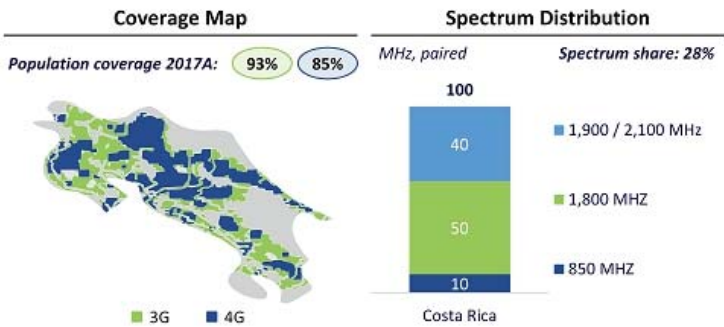 Coverage Map
Population coverage 2017A: 93% 85%
3G 4G
Spectrum Distribution
MHz, paired Spectrum share: 28%
100
40
50
10
Costa Rica
1,900 / 2,100 MHz
1,800 MHZ
850 MHZ